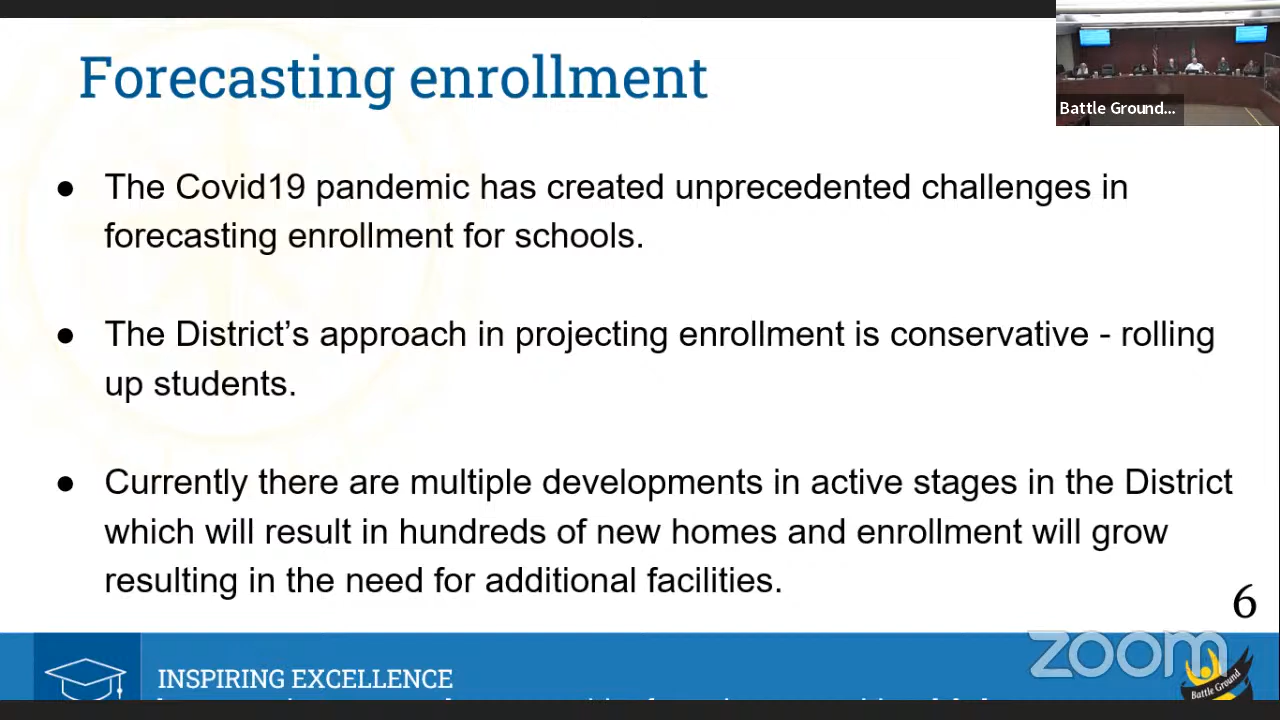 Forecasting enrollment
Battle Ground...
● The Covid19 pandemic has created unprecedented challenges in
forecasting enrollment for schools.
● The District’s approach in projecting enrollment is conservative - rolling
up students.
● Currently there are multiple developments in active stages in the District
which will result in hundreds of new homes and enrollment will grow
resulting in the need for additional facilities.
6
zoom
INSPIRING EXCELLENCE
Battle Ground